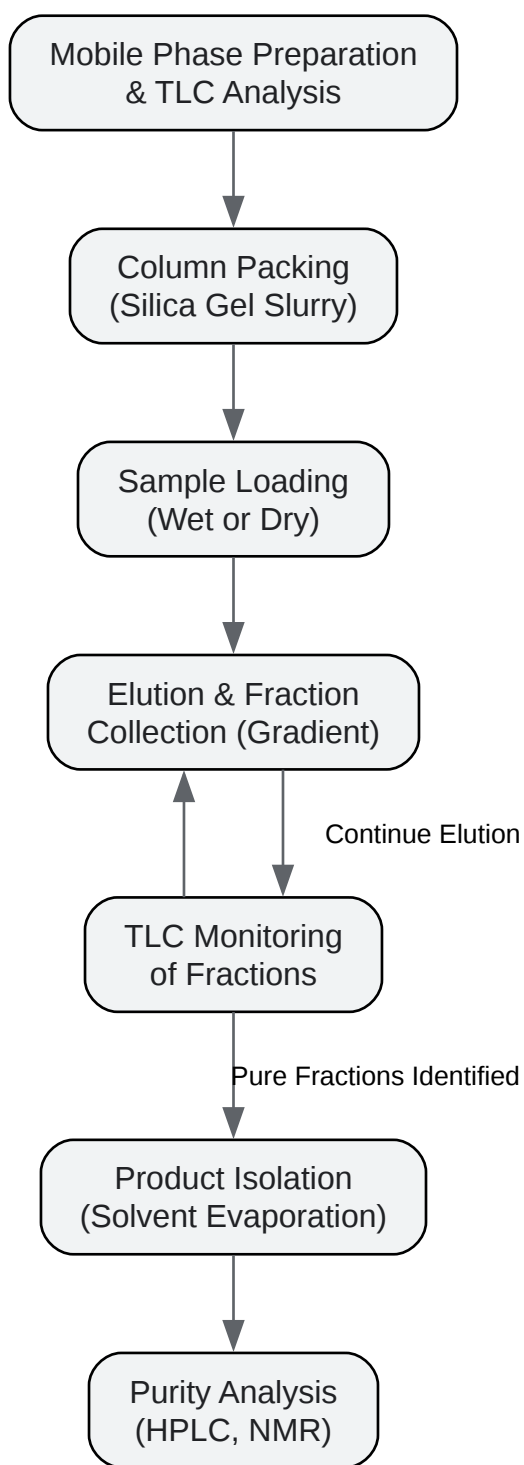 Mobile Phase Preparation
& TLC Analysis
Column Packing
(Silica Gel Slurry)
Sample Loading
(Wet or Dry)
Elution & Fraction
Collection (Gradient)
Continue Elution
TLC Monitoring
of Fractions
Pure Fractions Identified
Product Isolation
(Solvent Evaporation)
Purity Analysis
(HPLC, NMR)